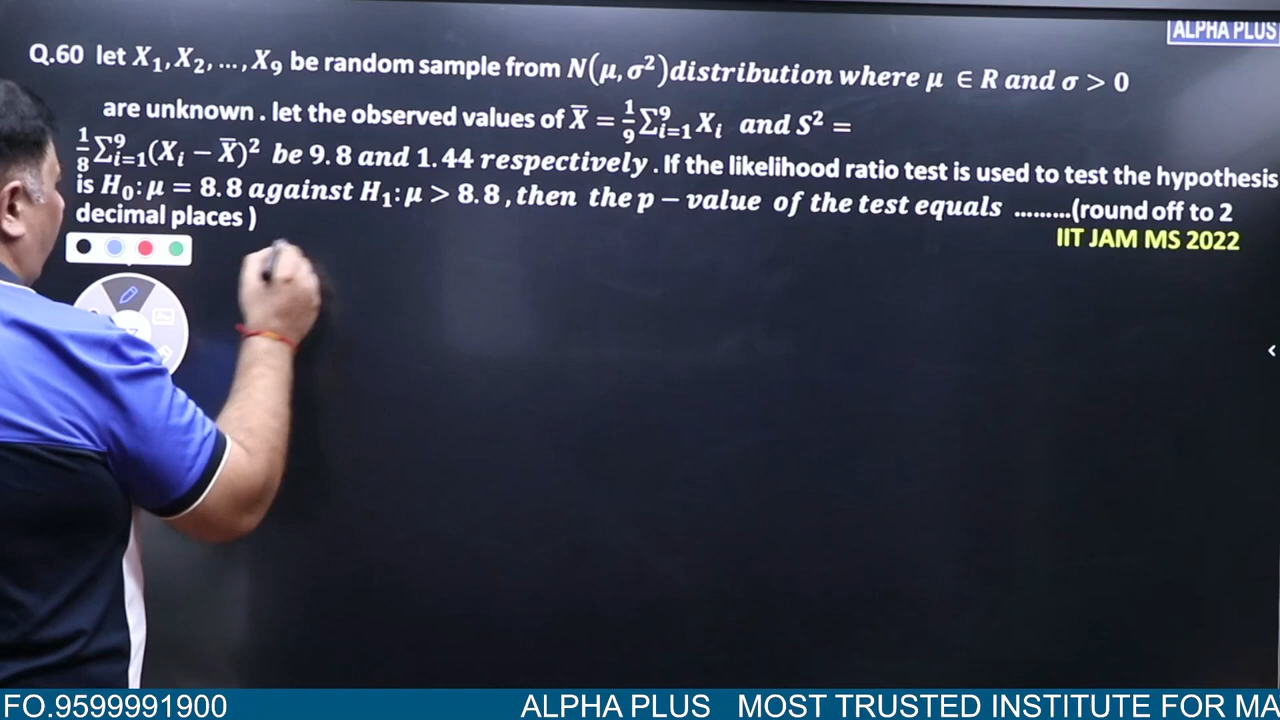 ALPHA PLUS
Q.60 let X₁, X₂, ..., X₉ be random sample from N(μ, σ²)distribution where μ ∈ R and σ > 0
are unknown . let the observed values of X̄ = 1/9 ∑ᵢ₌₁⁹ Xᵢ and S² =
1/8 ∑ᵢ₌₁⁹(Xᵢ − X̄)² be 9.8 and 1.44 respectively . If the likelihood ratio test is used to test the hypothesis
is H₀: μ = 8.8 against H₁: μ > 8.8 , then the p − value of the test equals .........(round off to 2
decimal places )
IIT JAM MS 2022
FO.9599991900 ALPHA PLUS MOST TRUSTED INSTITUTE FOR MA